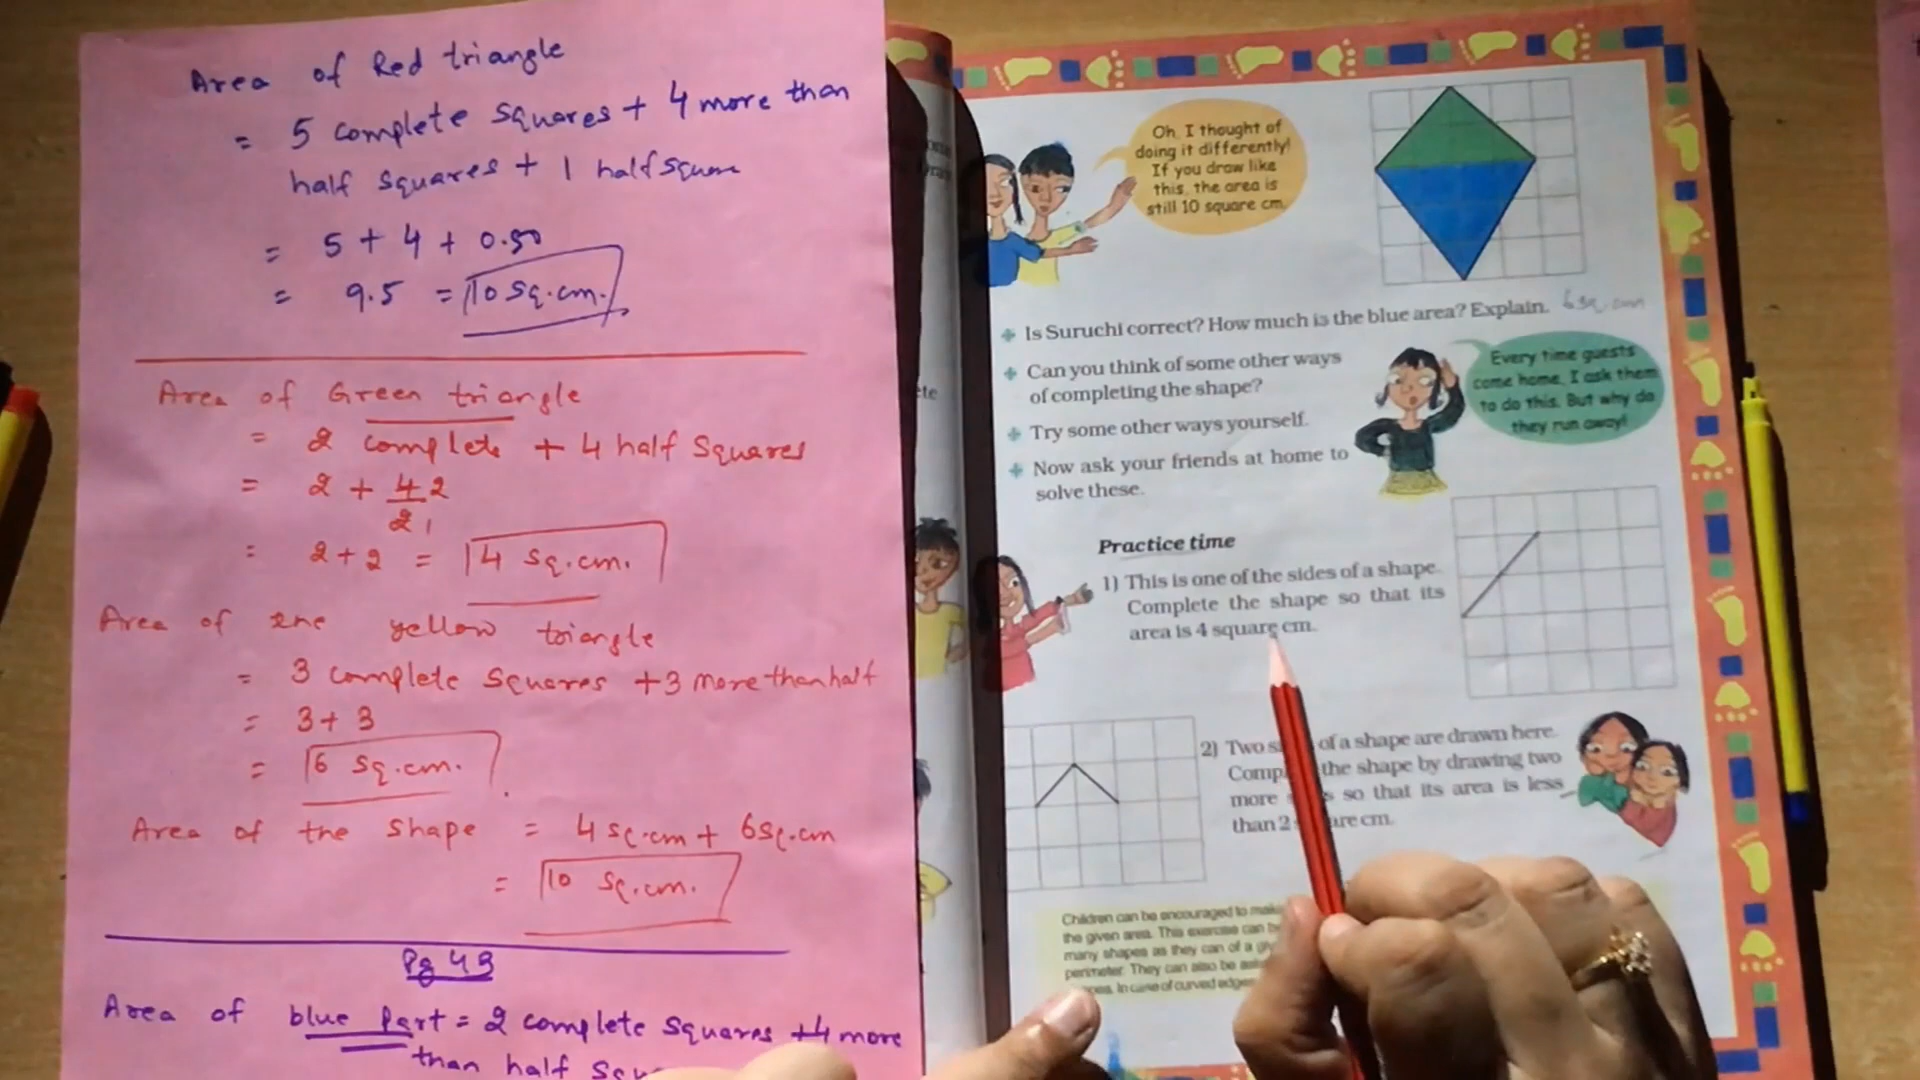 Area of Red triangle
= 5 complete squares + 4 more than
half squares + 1 half square
= 5 + 4 + 0.50
= 9.5 = 10 sq.cm.
Area of Green triangle
= 2 complete + 4 half squares
= 2 + 4 2
2 1
= 2 + 2 = 4 sq.cm.
Area of the yellow triangle
= 3 complete squares + 3 more than half
= 3 + 3
= 6 sq.cm.
Area of the shape = 4 sq.cm + 6 sq.cm
= 10 sq.cm.
Pg 49
Area of blue part = 2 complete squares + 4 more
than half
Oh, I thought of
doing it differently!
If you draw like
this, the area is
still 10 square cm.
Is Suruchi correct? How much is the blue area? Explain. 6 sq cm
Can you think of some other ways
of completing the shape?
Try some other ways yourself.
Now ask your friends at home to
solve these.
Every time guests
come home, I ask them
to do this. But why do
they run away!
Practice time
1) This is one of the sides of a shape.
Complete the shape so that its
area is 4 square cm.
2) Two of a shape are drawn here.
the shape by drawing two
more so that its area is less
than 2 cm.
Children can be encouraged to make
the given area. This exercise can be
many shapes as they can of a
perimeter. They can also be
In case of curved edges